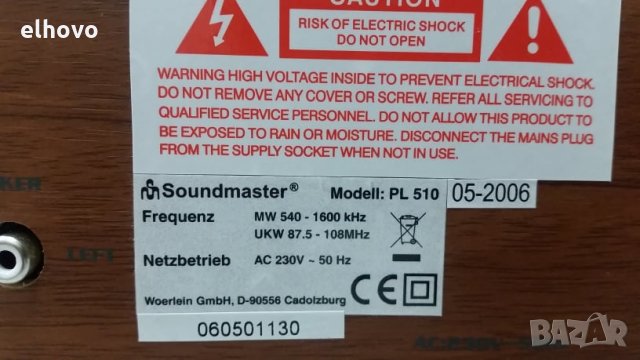 elhovo
CAUTION
RISK OF ELECTRIC SHOCK
DO NOT OPEN
WARNING HIGH VOLTAGE INSIDE TO PREVENT ELECTRICAL SHOCK.
DO NOT REMOVE ANY COVER OR SCREW. REFER ALL SERVICING TO
QUALIFIED SERVICE PERSONNEL. DO NOT ALLOW THIS PRODUCT TO
BE EXPOSED TO RAIN OR MOISTURE. DISCONNECT THE MAINS PLUG
FROM THE SUPPLY SOCKET WHEN NOT IN USE.
KER
LEFT
Soundmaster® Modell: PL 510 05-2006
Frequenz MW 540 - 1600 kHz
UKW 87.5 - 108MHz
Netzbetrieb AC 230V ~ 50 Hz
CE
Woerlein GmbH, D-90556 Cadolzburg
060501130
BAZAR.bg